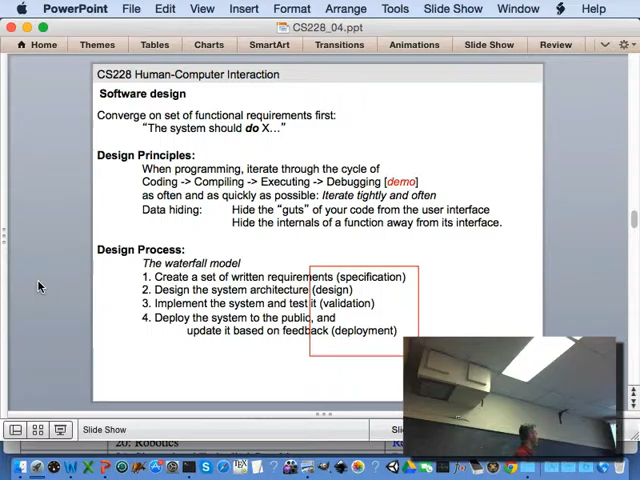 PowerPoint File Edit View Insert Format Arrange Tools Slide Show Window Help
CS228_04.ppt
Home Themes Tables Charts SmartArt Transitions Animations Slide Show Review
CS228 Human-Computer Interaction
Software design
Converge on set of functional requirements first:
“The system should do X…”
Design Principles:
When programming, iterate through the cycle of
Coding -> Compiling -> Executing -> Debugging [demo]
as often and as quickly as possible: Iterate tightly and often
Data hiding: Hide the “guts” of your code from the user interface
Hide the internals of a function away from its interface.
Design Process:
The waterfall model
1. Create a set of written requirements (specification)
2. Design the system architecture (design)
3. Implement the system and test it (validation)
4. Deploy the system to the public, and
update it based on feedback (deployment)
Slide Show
20: Robotics